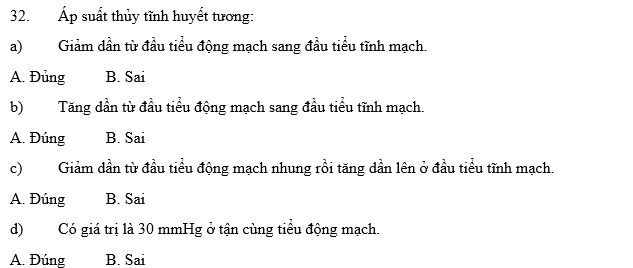 32. Áp suất thủy tĩnh huyết tương:
a) Giảm dần từ đầu tiểu động mạch sang đầu tiểu tĩnh mạch.
A. Đúng B. Sai
b) Tăng dần từ đầu tiểu động mạch sang đầu tiểu tĩnh mạch.
A. Đúng B. Sai
c) Giảm dần từ đầu tiểu động mạch nhưng rồi tăng dần lên ở đầu tiểu tĩnh mạch.
A. Đúng B. Sai
d) Có giá trị là 30 mmHg ở tận cùng tiểu động mạch.
A. Đúng B. Sai